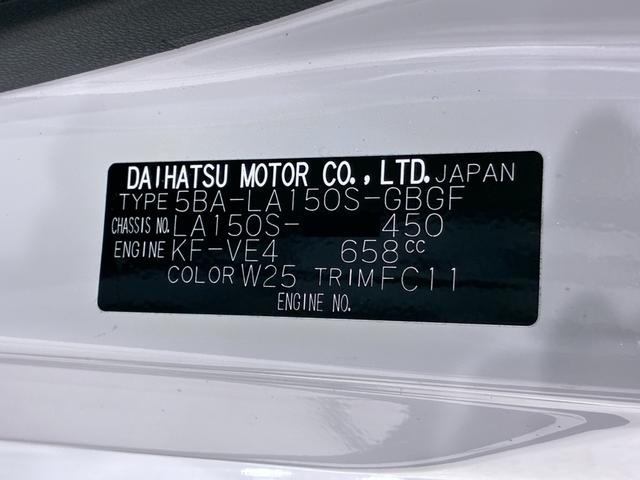 DAIHATSU MOTOR CO., LTD. JAPAN
TYPE 5BA-LA150S-GBGF
CHASSIS NO. LA150S- 450
ENGINE KF-VE4 658CC
COLOR W25 TRIM FC11
ENGINE NO.